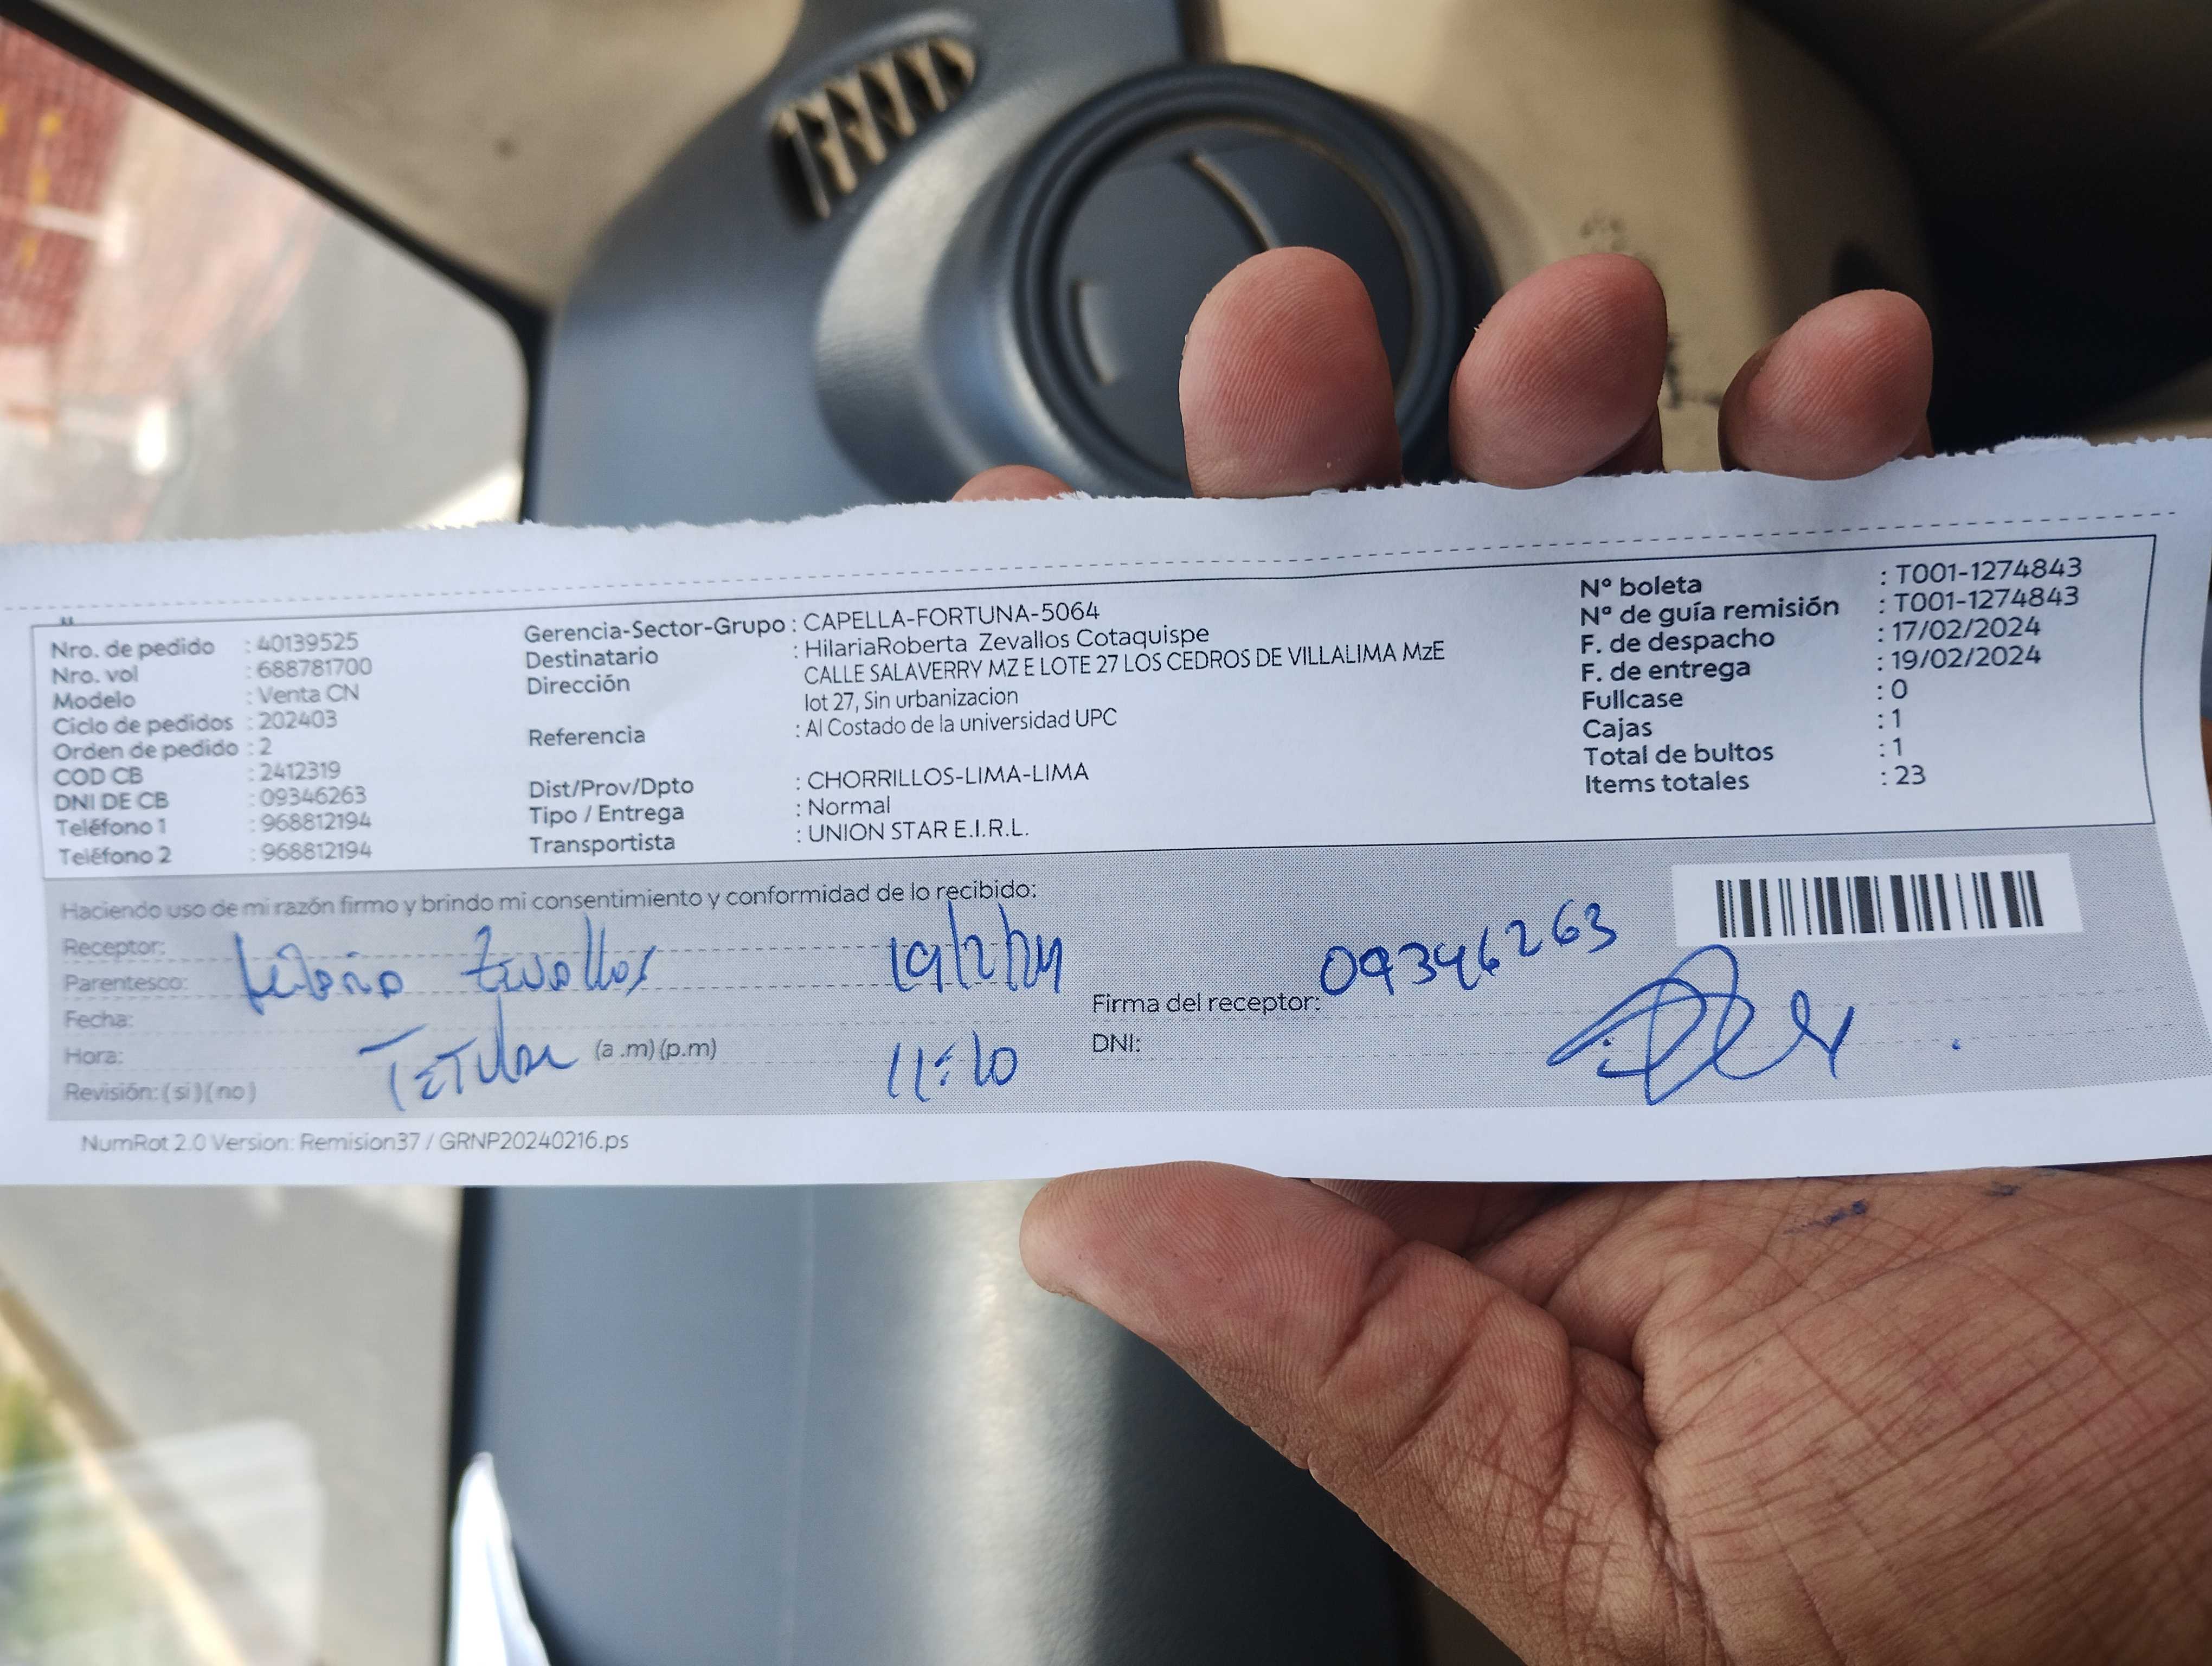 Nro. de pedido : 40139525
Nro. vol : 688781700
Modelo : Venta CN
Ciclo de pedidos : 202403
Orden de pedido : 2
COD CB : 2412319
DNI DE CB : 09346263
Teléfono 1 : 968812194
Teléfono 2 : 968812194
Gerencia-Sector-Grupo : CAPELLA-FORTUNA-5064
Destinatario : HilariaRoberta Zevallos Cotaquispe
Dirección CALLE SALAVERRY MZ E LOTE 27 LOS CEDROS DE VILLALIMA MzE
lot 27, Sin urbanizacion
Referencia : Al Costado de la universidad UPC
Dist/Prov/Dpto : CHORRILLOS-LIMA-LIMA
Tipo / Entrega : Normal
Transportista : UNION STAR E.I.R.L.
N° boleta : T001-1274843
N° de guía remisión : T001-1274843
F. de despacho : 17/02/2024
F. de entrega : 19/02/2024
Fullcase : 0
Cajas : 1
Total de bultos : 1
Items totales : 23
Haciendo uso de mi razón firmo y brindo mi consentimiento y conformidad de lo recibido:
Receptor:
Parentesco: Zevallos 19/2/24
Fecha:
Hora: (a .m) (p.m) 11:20
Revisión: ( si ) ( no )
09346263
Firma del receptor:
DNI:
NumRot 2.0 Version: Remision37 / GRNP20240216.ps